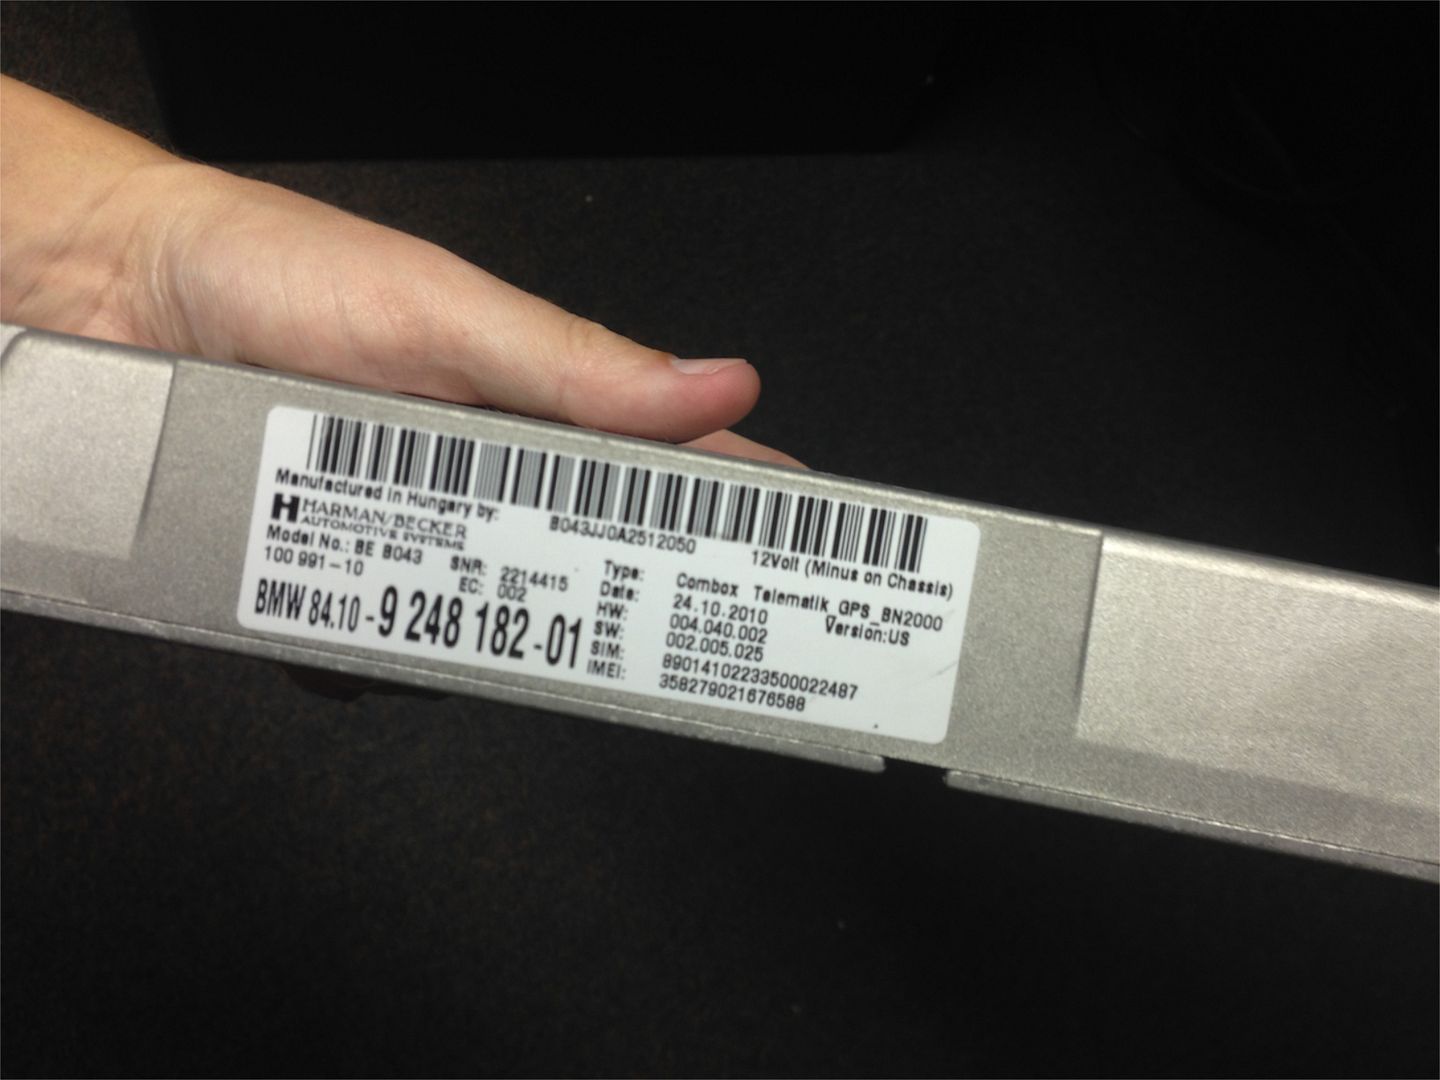 B043JJ0A2512050
12Volt (Minus on Chassis)
Manufactured in Hungary by:
HARMAN/BECKER
AUTOMOTIVE SYSTEMS
Model No.: BE B043
100 991-10
SNR: 2214415
EC: 002
BMW 84.10-9 248 182-01
Type: Combox Telematik_GPS_BN2000
Date: 24.10.2010 Version:US
HW: 004.040.002
SW: 002.005.025
SIM: 89014102233500022487
IMEI: 358279021676588